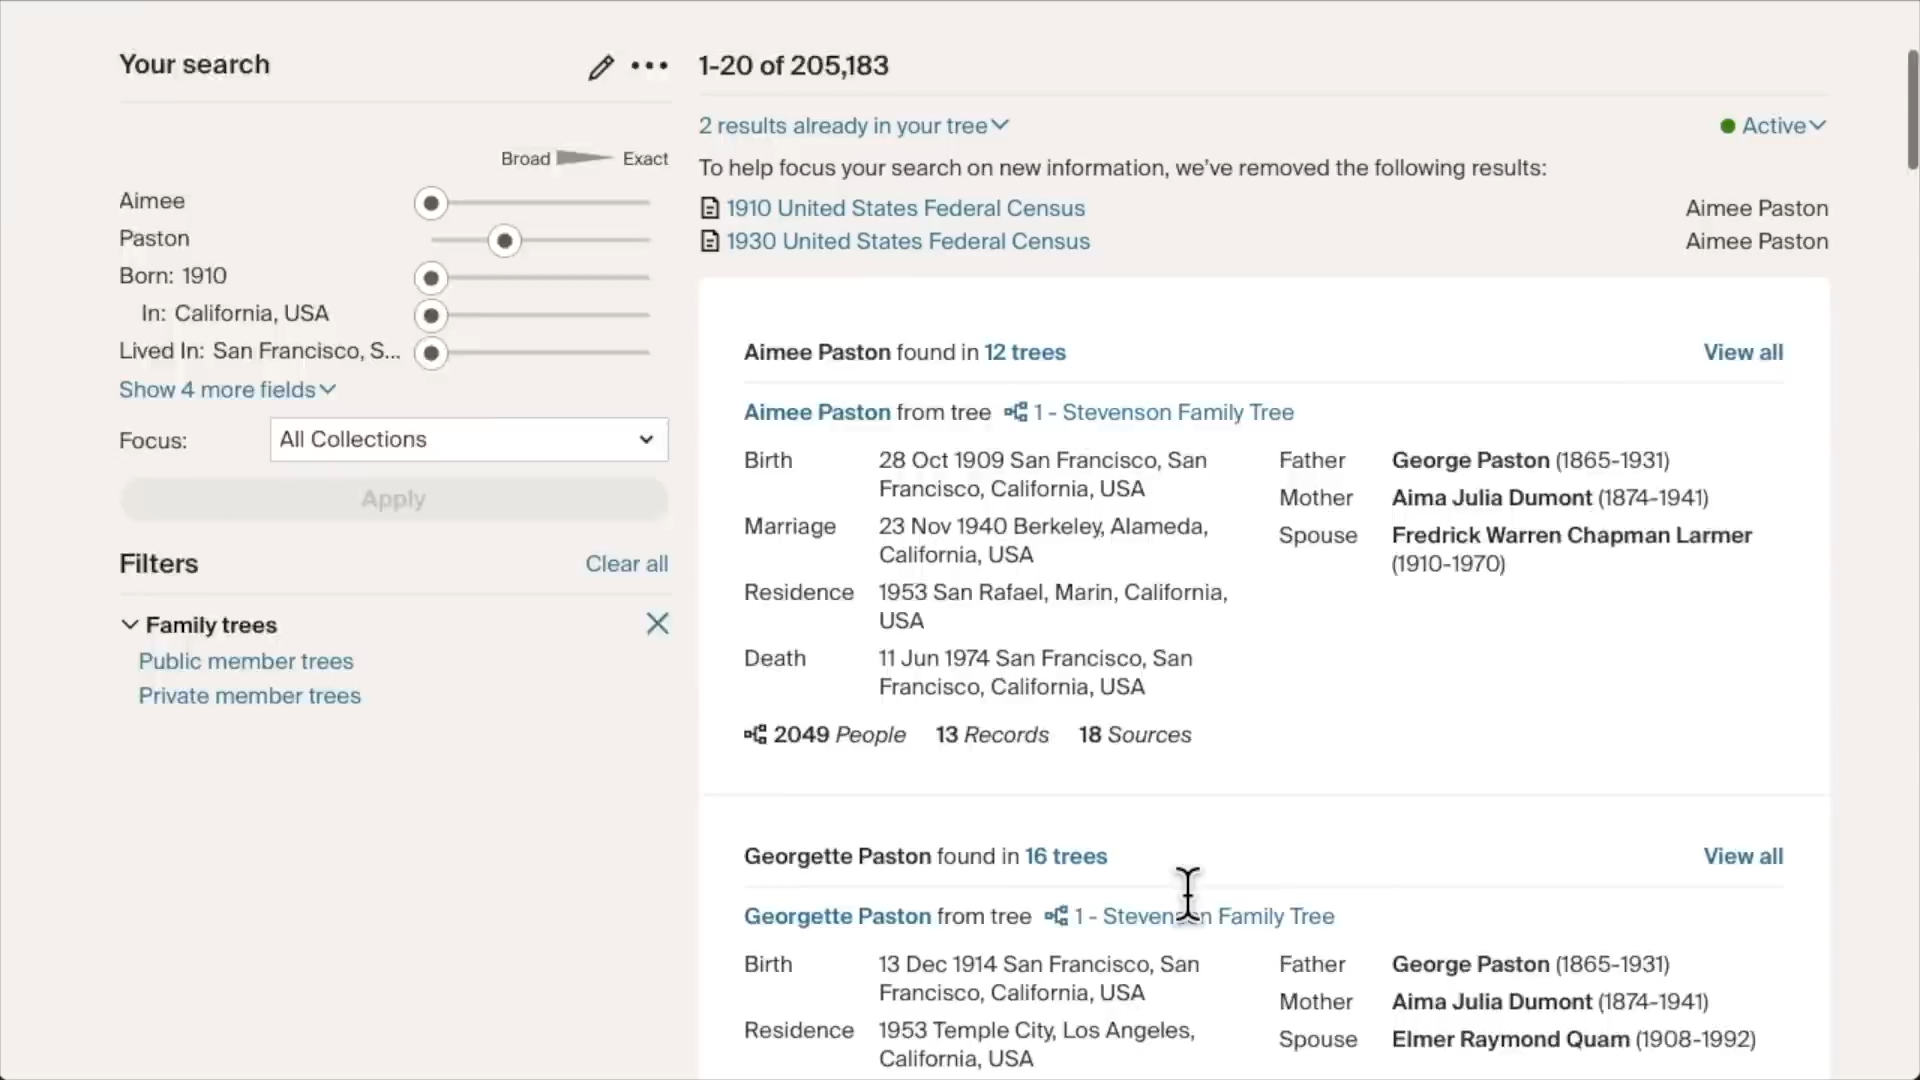 Your search
Broad Exact
Aimee
Paston
Born: 1910
In: California, USA
Lived In: San Francisco, S...
Show 4 more fields
Focus: All Collections
Apply
Filters Clear all
Family trees
Public member trees
Private member trees
1-20 of 205,183
2 results already in your tree Active
To help focus your search on new information, we've removed the following results:
1910 United States Federal Census Aimee Paston
1930 United States Federal Census Aimee Paston
Aimee Paston found in 12 trees View all
Aimee Paston from tree 1 - Stevenson Family Tree
Birth 28 Oct 1909 San Francisco, San
Francisco, California, USA
Marriage 23 Nov 1940 Berkeley, Alameda,
California, USA
Residence 1953 San Rafael, Marin, California,
USA
Death 11 Jun 1974 San Francisco, San
Francisco, California, USA
Father George Paston (1865-1931)
Mother Aima Julia Dumont (1874-1941)
Spouse Fredrick Warren Chapman Larmer
(1910-1970)
2049 People 13 Records 18 Sources
Georgette Paston found in 16 trees View all
Georgette Paston from tree 1 - Stevenson Family Tree
Birth 13 Dec 1914 San Francisco, San
Francisco, California, USA
Residence 1953 Temple City, Los Angeles,
California, USA
Father George Paston (1865-1931)
Mother Aima Julia Dumont (1874-1941)
Spouse Elmer Raymond Quam (1908-1992)